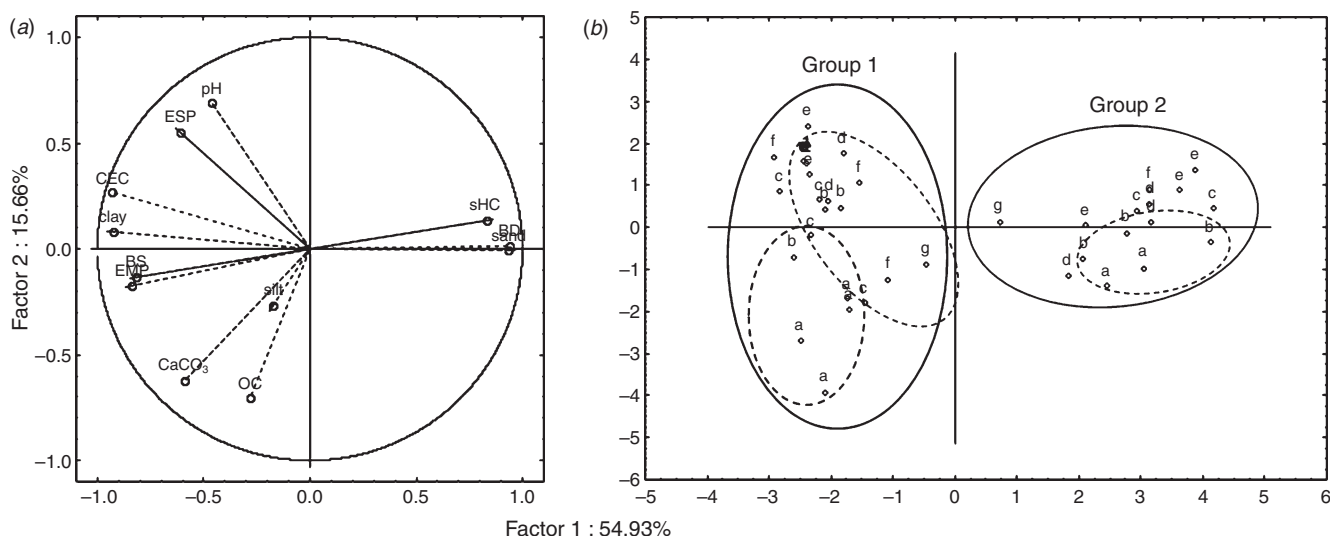 (a)
1.0
0.5
0.0
−0.5
−1.0
Factor 2 : 15.66%
pH
ESP
CEC
clay
BS
EMP
silt
CaCO₃
OC
sHC
BD
sand
−1.0 −0.5 0.0 0.5 1.0
Factor 1 : 54.93%
(b)
5
4
3
2
1
0
−1
−2
−3
−4
−5
−6
Group 1
Group 2
e
f
d
e
c
f
c d
b b
c
b
g
f
a c
a
a
a
e
f
e
d
c
c
g
e
b
b
b
d
a
a
−5 −4 −3 −2 −1 0 1 2 3 4 5 6